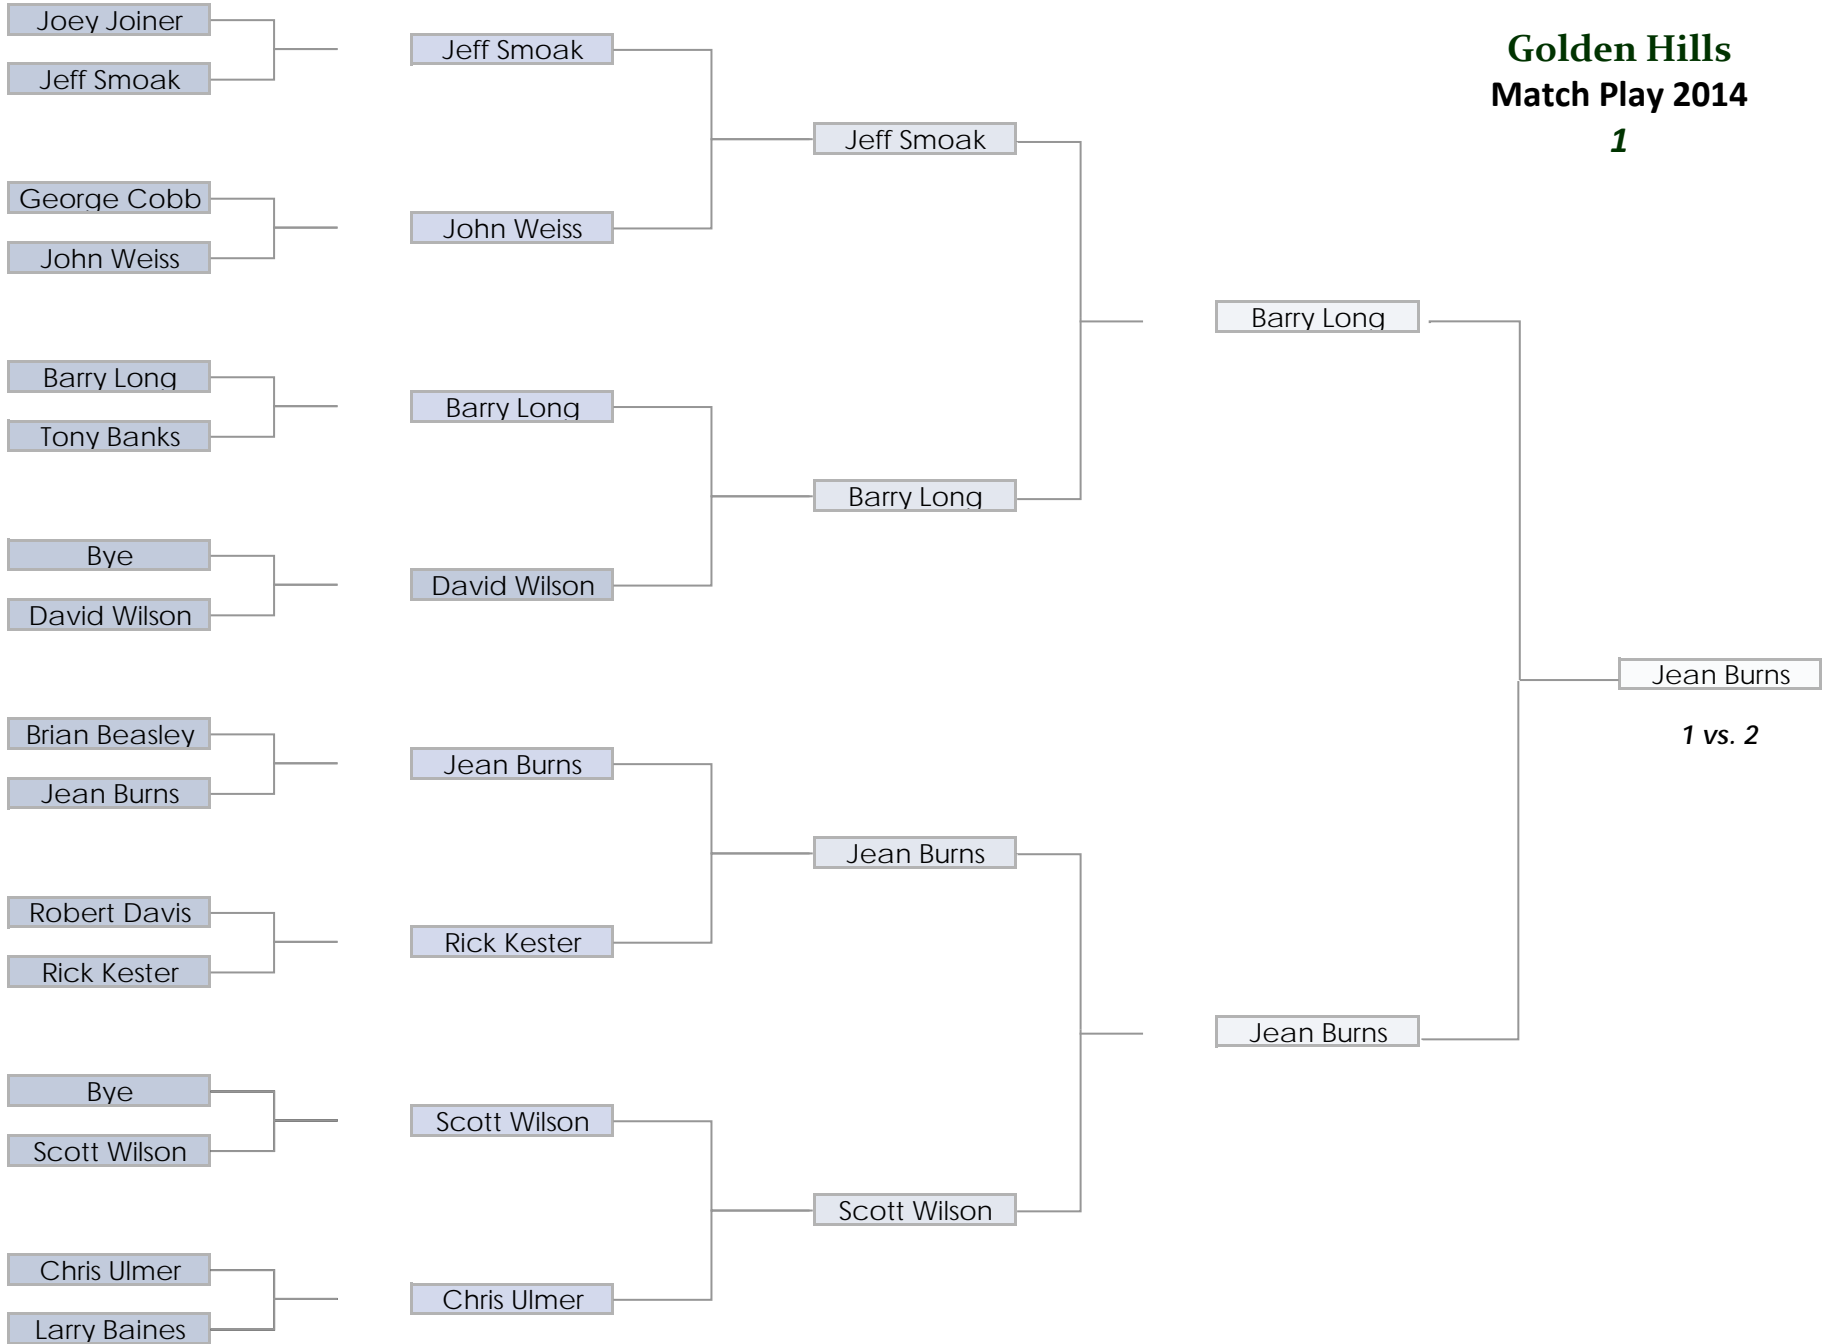 Golden Hills
Match Play 2014
1
Joey Joiner
Jeff Smoak
George Cobb
John Weiss
Barry Long
Tony Banks
Bye
David Wilson
Brian Beasley
Jean Burns
Robert Davis
Rick Kester
Bye
Scott Wilson
Chris Ulmer
Larry Baines
Jeff Smoak
John Weiss
Barry Long
David Wilson
Jean Burns
Rick Kester
Scott Wilson
Chris Ulmer
Jeff Smoak
Barry Long
Jean Burns
Scott Wilson
Barry Long
Jean Burns
Jean Burns
1 vs. 2